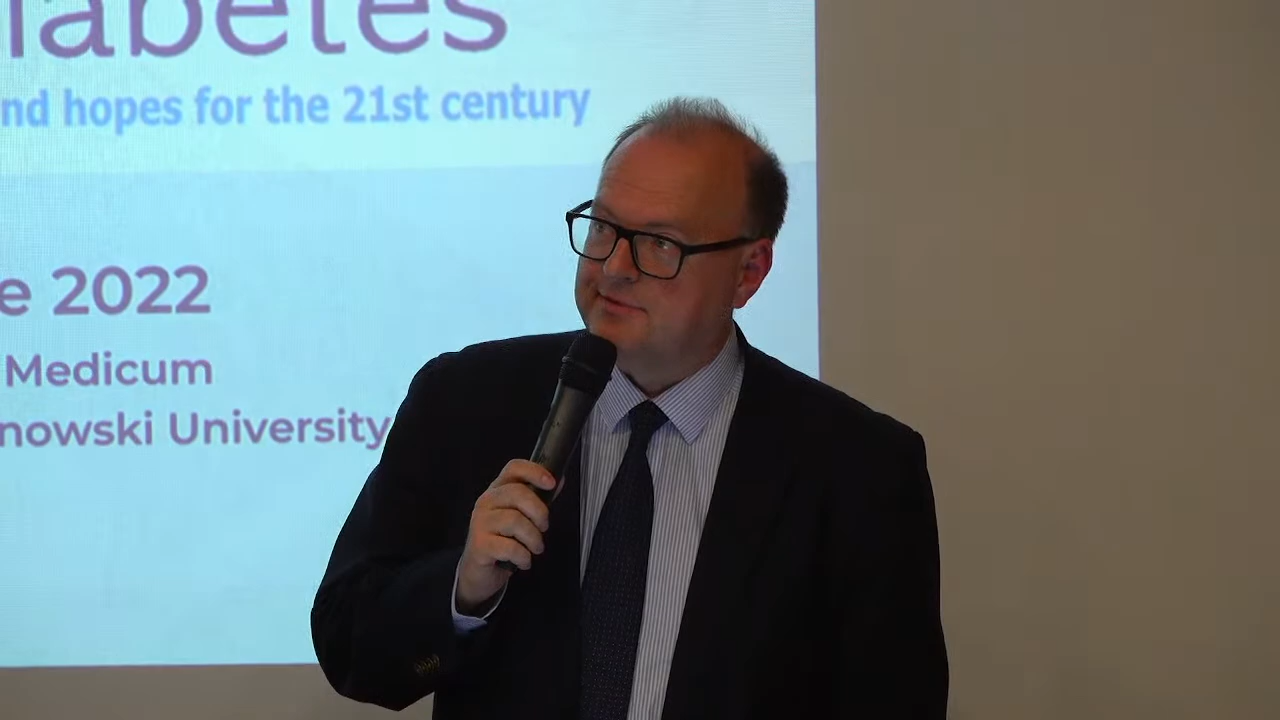 iabetes
nd hopes for the 21st century
e 2022
Medicum
nowski University